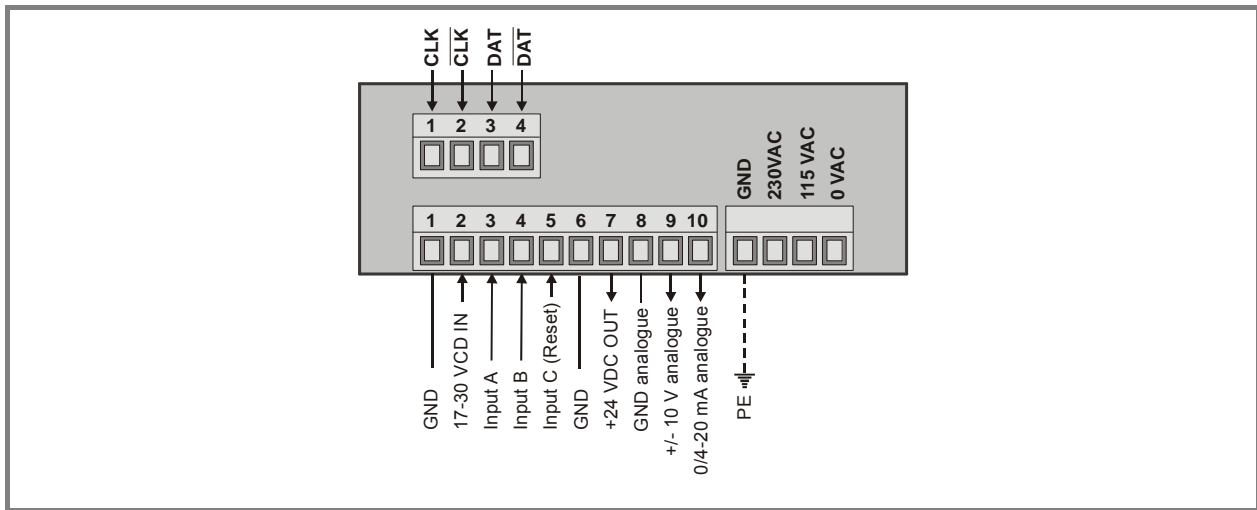 CLK
C̅L̅K̅
DAT
D̅A̅T̅
1 2 3 4
GND
230VAC
115 VAC
0 VAC
1 2 3 4 5 6 7 8 9 10
GND
17-30 VCD IN
Input A
Input B
Input C (Reset)
GND
+24 VDC OUT
GND analogue
+/- 10 V analogue
0/4-20 mA analogue
PE